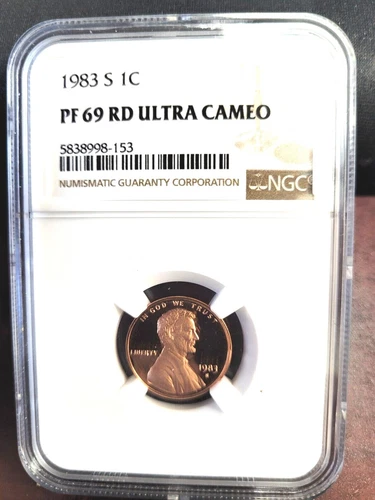 1983 S 1C
PF 69 RD ULTRA CAMEO
5838998-153
NUMISMATIC GUARANTY CORPORATION
NGC
IN GOD WE TRUST
LIBERTY
1983
S